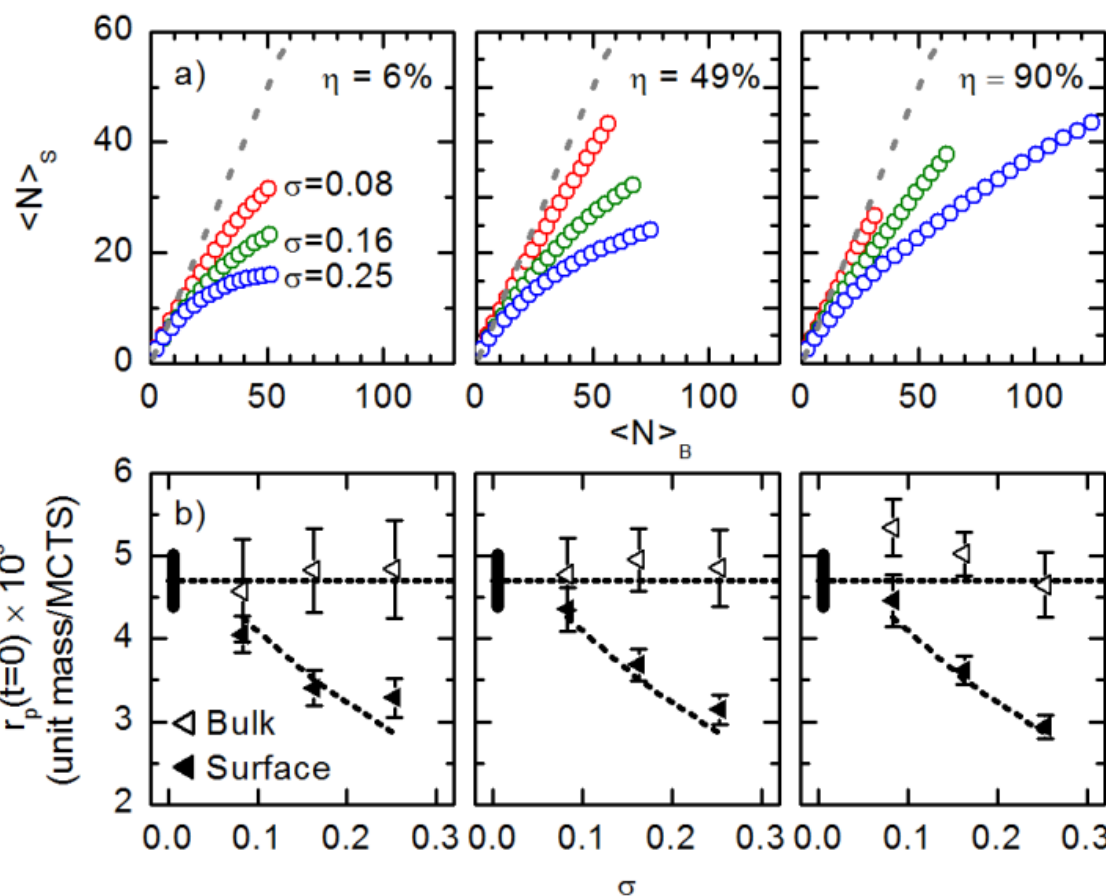 60
40
20
0
a)
η = 6%
η = 49%
η = 90%
<N>S
σ=0.08
σ=0.16
σ=0.25
0 50 100
0 50 100
0 50 100
<N>B
6
5
4
3
2
b)
rp(t=0) × 10
(unit mass/MCTS)
Bulk
Surface
0.0 0.1 0.2 0.3
0.0 0.1 0.2 0.3
0.0 0.1 0.2 0.3
σ